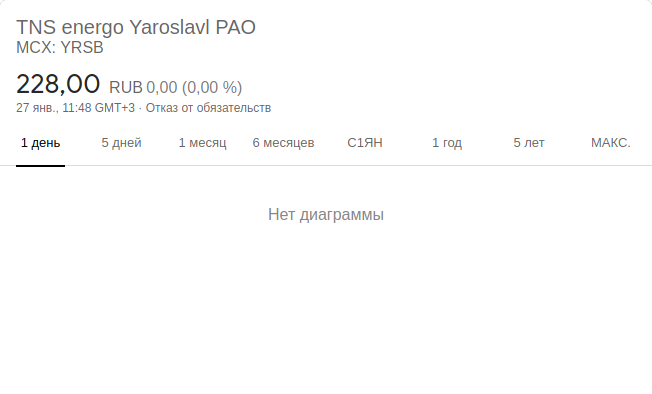 TNS energo Yaroslavl PAO
MCX: YRSB
228,00 RUB 0,00 (0,00 %)
27 янв., 11:48 GMT+3 · Отказ от обязательств
1 день 5 дней 1 месяц 6 месяцев С1ЯН 1 год 5 лет МАКС.
Нет диаграммы